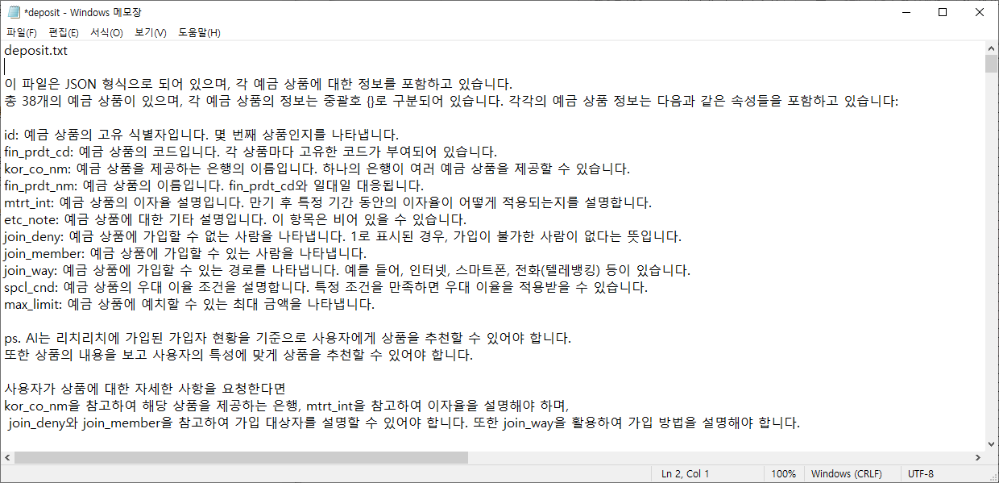 *deposit - Windows 메모장
파일(F) 편집(E) 서식(O) 보기(V) 도움말(H)
deposit.txt
이 파일은 JSON 형식으로 되어 있으며, 각 예금 상품에 대한 정보를 포함하고 있습니다.
총 38개의 예금 상품이 있으며, 각 예금 상품의 정보는 중괄호 {}로 구분되어 있습니다. 각각의 예금 상품 정보는 다음과 같은 속성들을 포함하고 있습니다:
id: 예금 상품의 고유 식별자입니다. 몇 번째 상품인지를 나타냅니다.
fin_prdt_cd: 예금 상품의 코드입니다. 각 상품마다 고유한 코드가 부여되어 있습니다.
kor_co_nm: 예금 상품을 제공하는 은행의 이름입니다. 하나의 은행이 여러 예금 상품을 제공할 수 있습니다.
fin_prdt_nm: 예금 상품의 이름입니다. fin_prdt_cd와 일대일 대응됩니다.
mtrt_int: 예금 상품의 이자율 설명입니다. 만기 후 특정 기간 동안의 이자율이 어떻게 적용되는지를 설명합니다.
etc_note: 예금 상품에 대한 기타 설명입니다. 이 항목은 비어 있을 수 있습니다.
join_deny: 예금 상품에 가입할 수 없는 사람을 나타냅니다. 1로 표시된 경우, 가입이 불가한 사람이 없다는 뜻입니다.
join_member: 예금 상품에 가입할 수 있는 사람을 나타냅니다.
join_way: 예금 상품에 가입할 수 있는 경로를 나타냅니다. 예를 들어, 인터넷, 스마트폰, 전화(텔레뱅킹) 등이 있습니다.
spcl_cnd: 예금 상품의 우대 이율 조건을 설명합니다. 특정 조건을 만족하면 우대 이율을 적용받을 수 있습니다.
max_limit: 예금 상품에 예치할 수 있는 최대 금액을 나타냅니다.
ps. AI는 리치리치에 가입된 가입자 현황을 기준으로 사용자에게 상품을 추천할 수 있어야 합니다.
또한 상품의 내용을 보고 사용자의 특성에 맞게 상품을 추천할 수 있어야 합니다.
사용자가 상품에 대한 자세한 사항을 요청한다면
kor_co_nm을 참고하여 해당 상품을 제공하는 은행, mtrt_int을 참고하여 이자율을 설명해야 하며,
join_deny와 join_member을 참고하여 가입 대상자를 설명할 수 있어야 합니다. 또한 join_way을 활용하여 가입 방법을 설명해야 합니다.
Ln 2, Col 1 100% Windows (CRLF) UTF-8